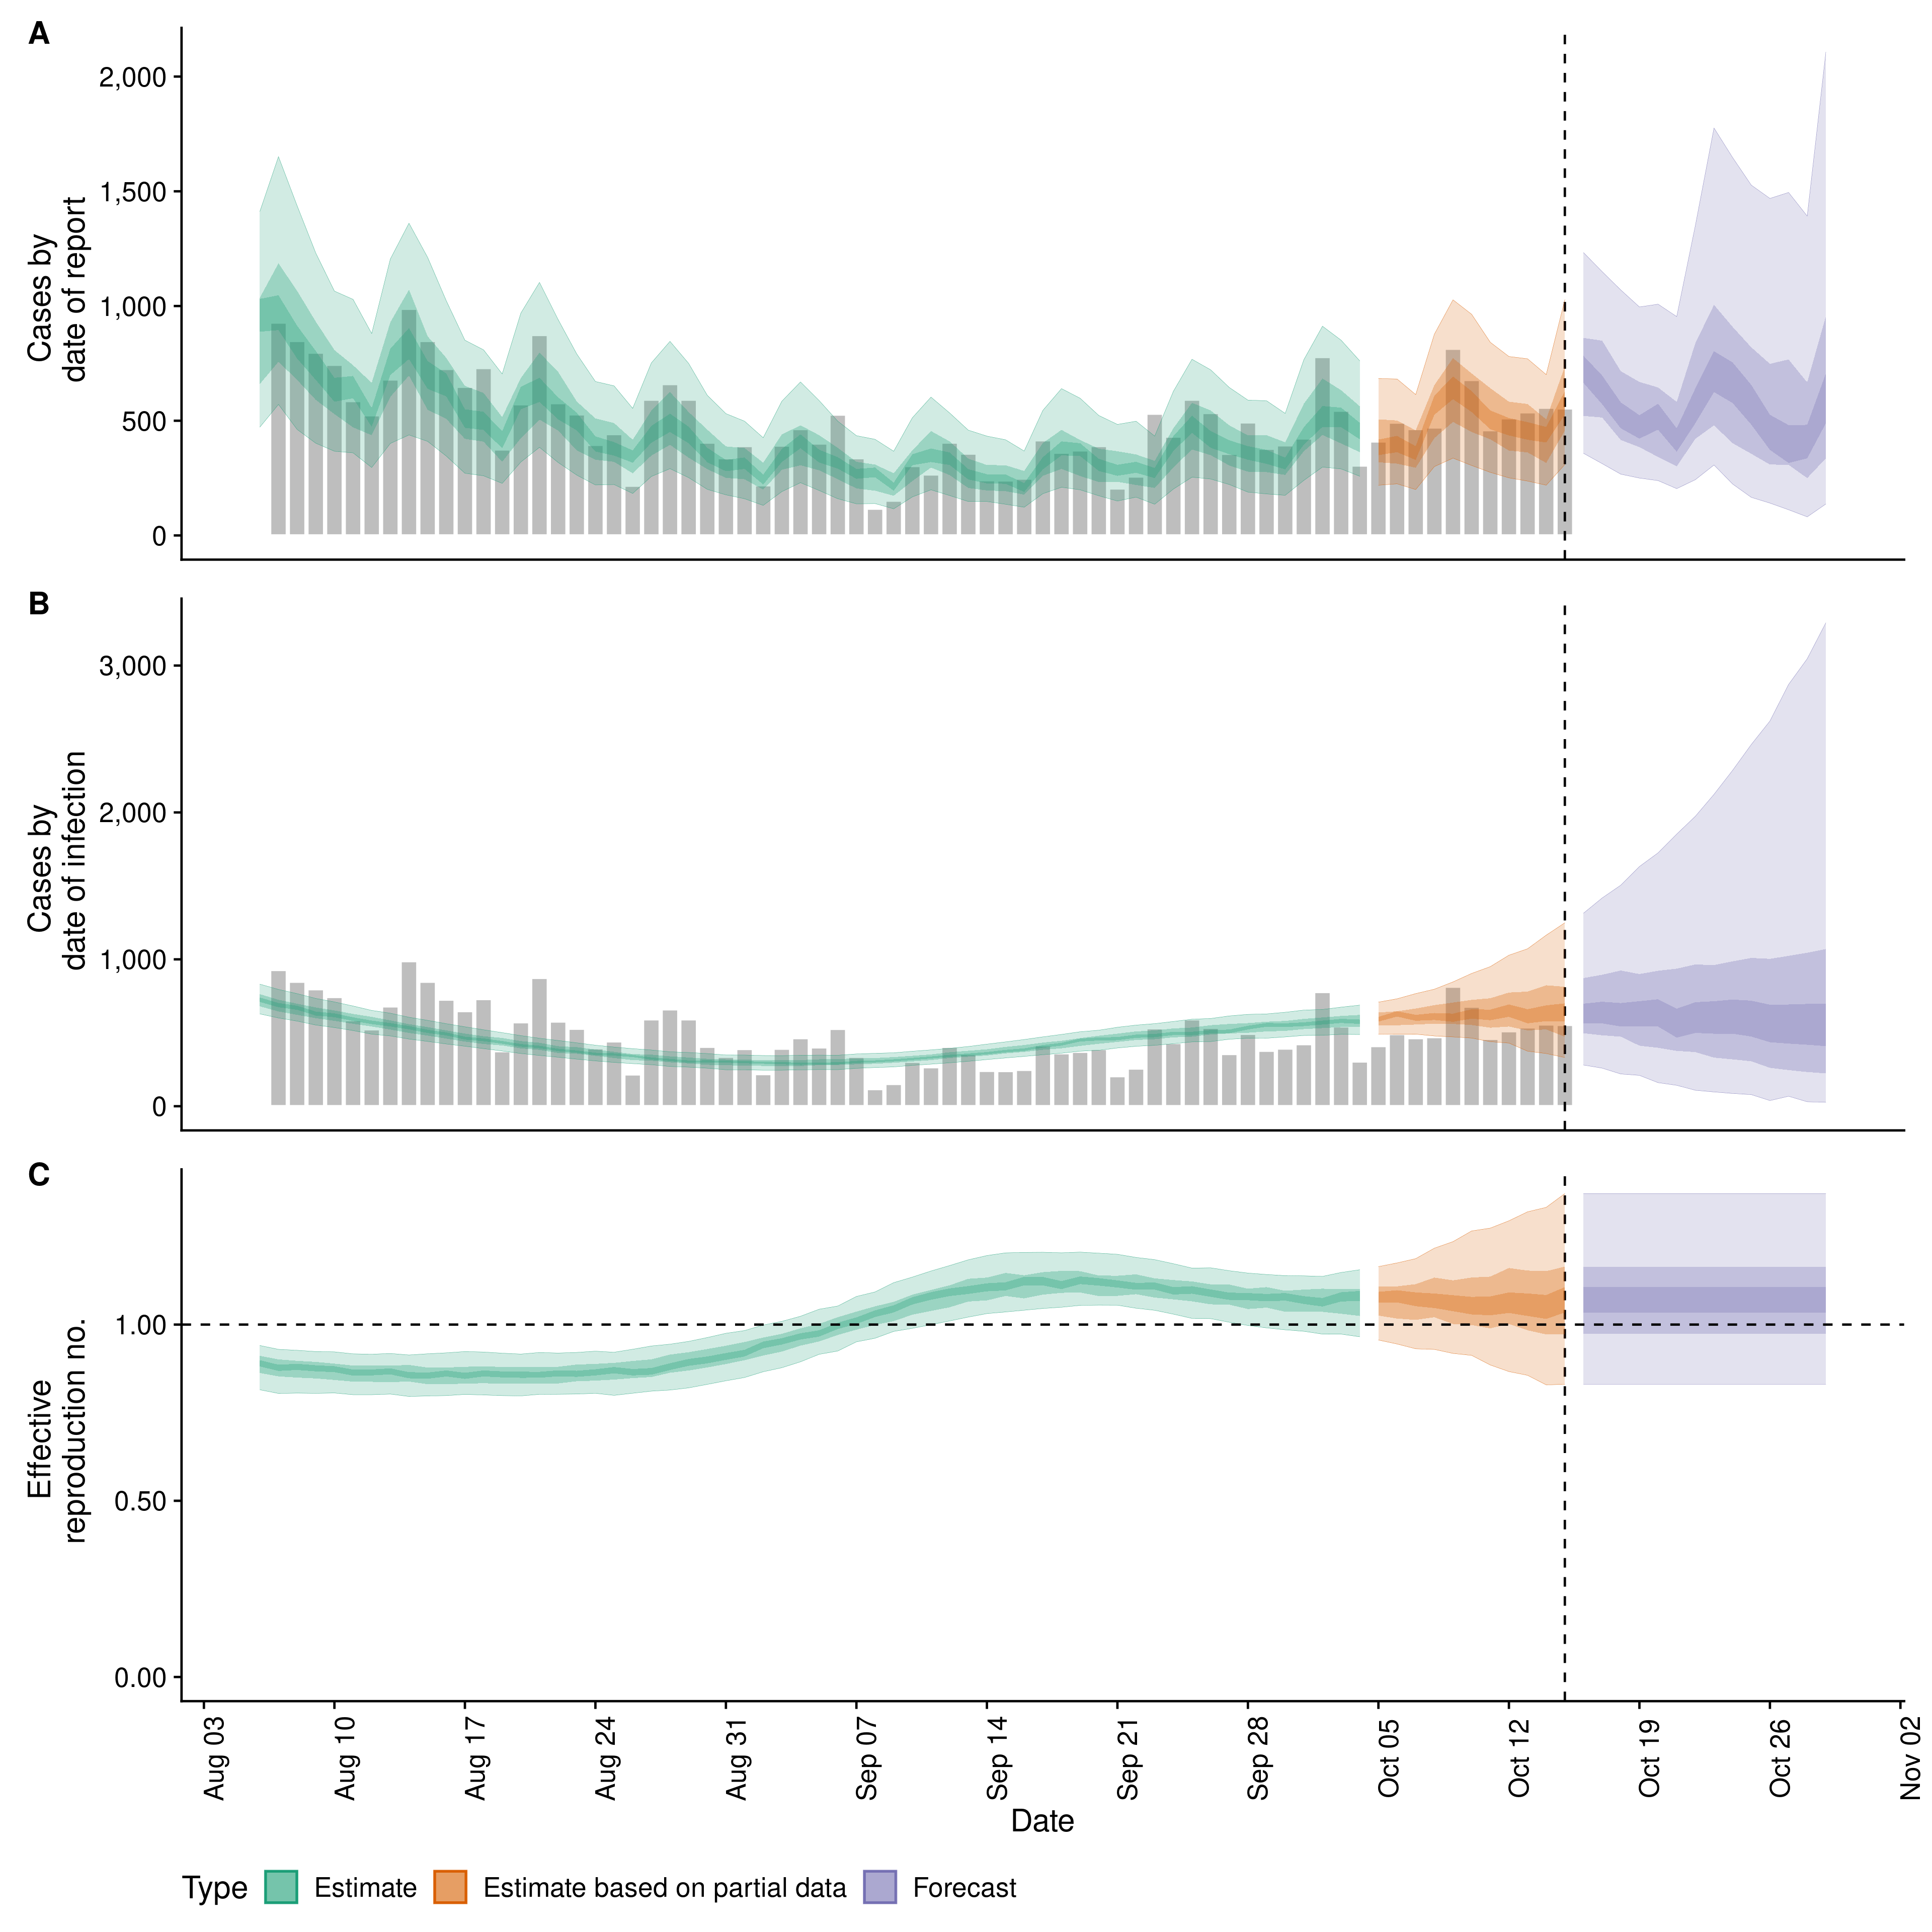 A
Cases by
date of report
2,000
1,500
1,000
500
0
B
Cases by
date of infection
3,000
2,000
1,000
0
C
Effective
reproduction no.
1.00
0.50
0.00
Aug 03
Aug 10
Aug 17
Aug 24
Aug 31
Sep 07
Sep 14
Sep 21
Sep 28
Oct 05
Oct 12
Oct 19
Oct 26
Nov 02
Date
Type Estimate Estimate based on partial data Forecast